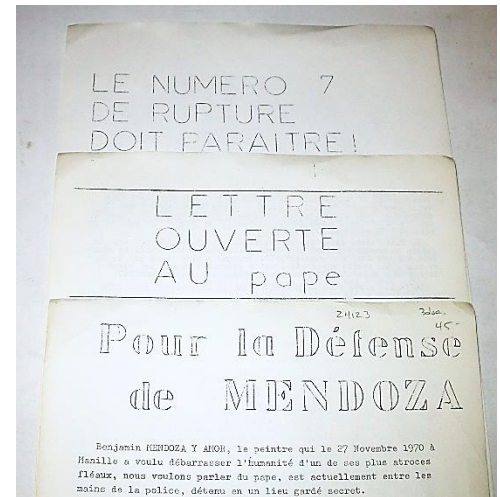 LE NUMERO 7
DE RUPTURE
DOIT PARAITRE!
LETTRE
OUVERTE
AU pape
21123
45-
Pour la Défense
de MENDOZA
Benjamin MENDOZA Y AMOR, le peintre qui le 27 Novembre 1970 à
Manille a voulu débarrasser l'Humanité d'un de ses plus atroces
fléaux, nous voulons parler du pape, est actuellement entre les
mains de la police, détenu en un lieu gardé secret.